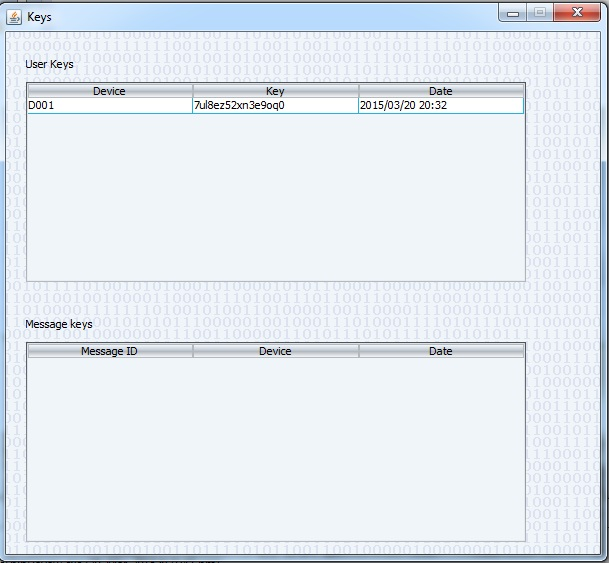 Keys
User Keys
Device Key Date
D001 7ul8ez52xn3e9oq0 2015/03/20 20:32
Message keys
Message ID Device Date